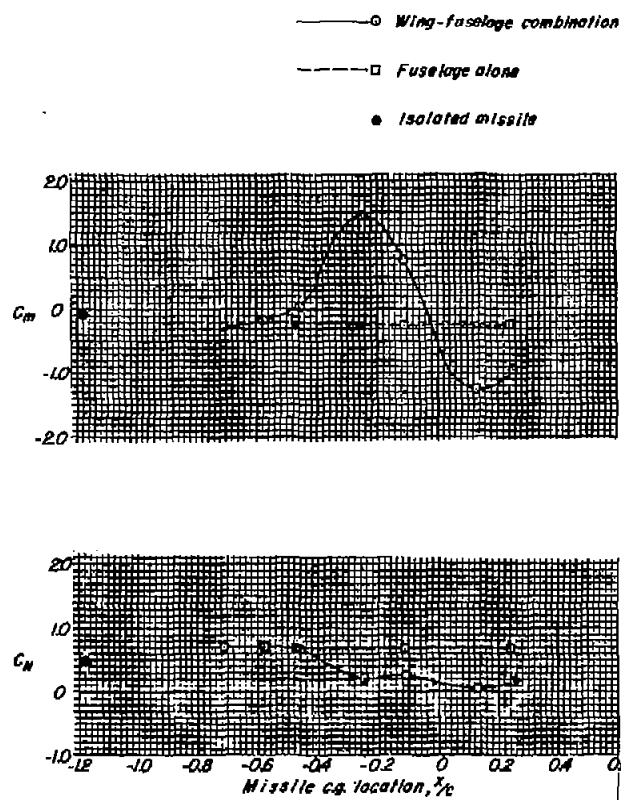 Wing-fuselage combination
Fuselage alone
Isolated missile
2.0
1.0
Cm
0
-1.0
-2.0
2.0
1.0
CN
0
-1.0
-1.2 -1.0 -0.8 -0.6 -0.4 -0.2 0 0.2 0.4 0.
Missile c.g. location, x/c